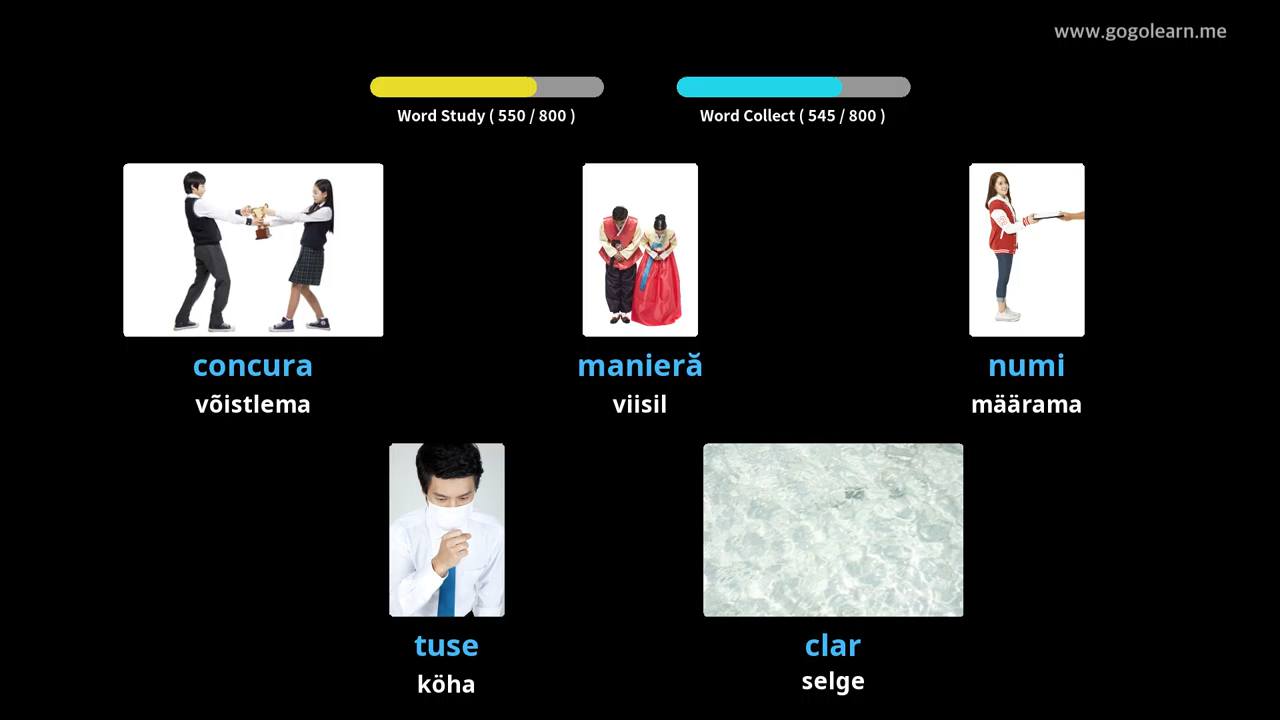 www.gogolearn.me
Word Study ( 550 / 800 )
Word Collect ( 545 / 800 )
concura
manieră
numi
võistlema
viisil
määrama
tuse
clar
köha
selge